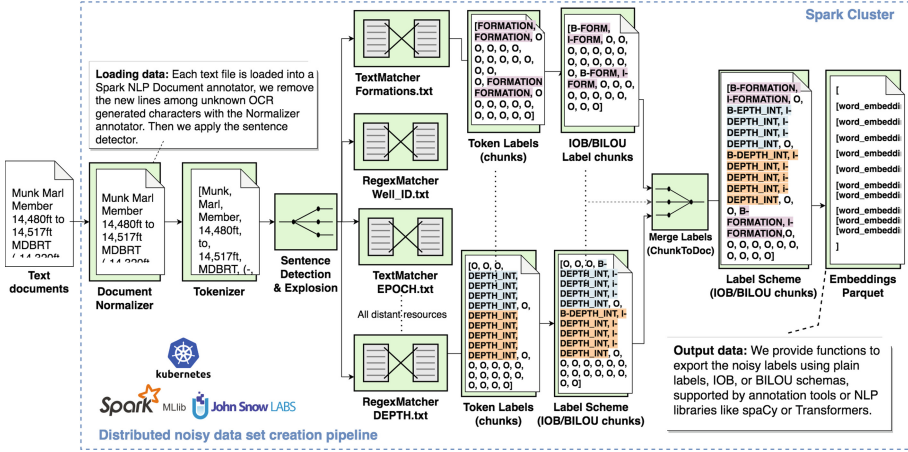 Spark Cluster
Loading data: Each text file is loaded into a
Spark NLP Document annotator, we remove
the new lines among unknown OCR
generated characters with the Normalizer
annotator. Then we apply the sentence
detector.
Munk Marl
Member
14,480ft to
14,517ft
MDBRT
Text
documents
Munk Marl
Member
14,480ft to
14,517ft
MDBRT
Document
Normalizer
[Munk,
Marl,
Member,
14,480ft,
to,
14,517ft,
MDBRT, (-,
Tokenizer
Sentence
Detection
& Explosion
TextMatcher
Formations.txt
RegexMatcher
Well_ID.txt
TextMatcher
EPOCH.txt
All distant resources
RegexMatcher
DEPTH.txt
[FORMATION,
FORMATION, O
O, O, O, O, O,
O, O, O, O, O,
O, O,
O, FORMATION
FORMATION, O
O, O, O, O, O,
O, O, O, O, O]
Token Labels
(chunks)
[B-FORM,
I-FORM, O, O,
O, O, O, O, O,
O, O, O, O, O,
O, B-FORM, I-
FORM, O, O, O,
O, O, O, O, O,
O, O, O, O]
IOB/BILOU
Label chunks
[O, O, O,
DEPTH_INT,
DEPTH_INT,
DEPTH_INT,
DEPTH_INT, O,
DEPTH_INT,
DEPTH_INT,
DEPTH_INT,
DEPTH_INT,
DEPTH_INT, O,
O, O, O, O, O,
O, O, O, O, O,
O, O, O, O]
Token Labels
(chunks)
[O, O, O, B-
DEPTH_INT, I-
DEPTH_INT, I-
DEPTH_INT, I-
DEPTH_INT, O,
B-DEPTH_INT, I-
DEPTH_INT, I-
DEPTH_INT, I-
DEPTH_INT, I-
DEPTH_INT, O,
O, O, O, O, O, O,
O, O, O, O, O, O,
O, O]
Label Scheme
(IOB/BILOU chunks)
Merge Labels
(ChunkToDoc)
[B-FORMATION,
I-FORMATION, O,
B-EPTH_INT, I-
DEPTH_INT, I-
DEPTH_INT, I-
DEPTH_INT, O,
B-DEPTH_INT, I-
DEPTH_INT, I-
DEPTH_INT, i-
DEPTH_INT, i-
DEPTH_INT, O,
O, B-
FORMATION, I-
FORMATION,O,
O, O, O, O, O, O,
O, O, O, O]
Label Scheme
(IOB/BILOU chunks)
[
[word_embeddi
[word_embeddi
[word_embeddi
[word_embeddi
[word_embeddi
[word_embeddi
[word_embeddi
[word_embeddi
[word_embeddi
]
Embeddings
Parquet
Output data: We provide functions to
export the noisy labels using plain
labels, IOB, or BILOU schemas,
supported by annotation tools or NLP
libraries like spaCy or Transformers.
kubernetes
Spark MLlib
John Snow LABS
Distributed noisy data set creation pipeline